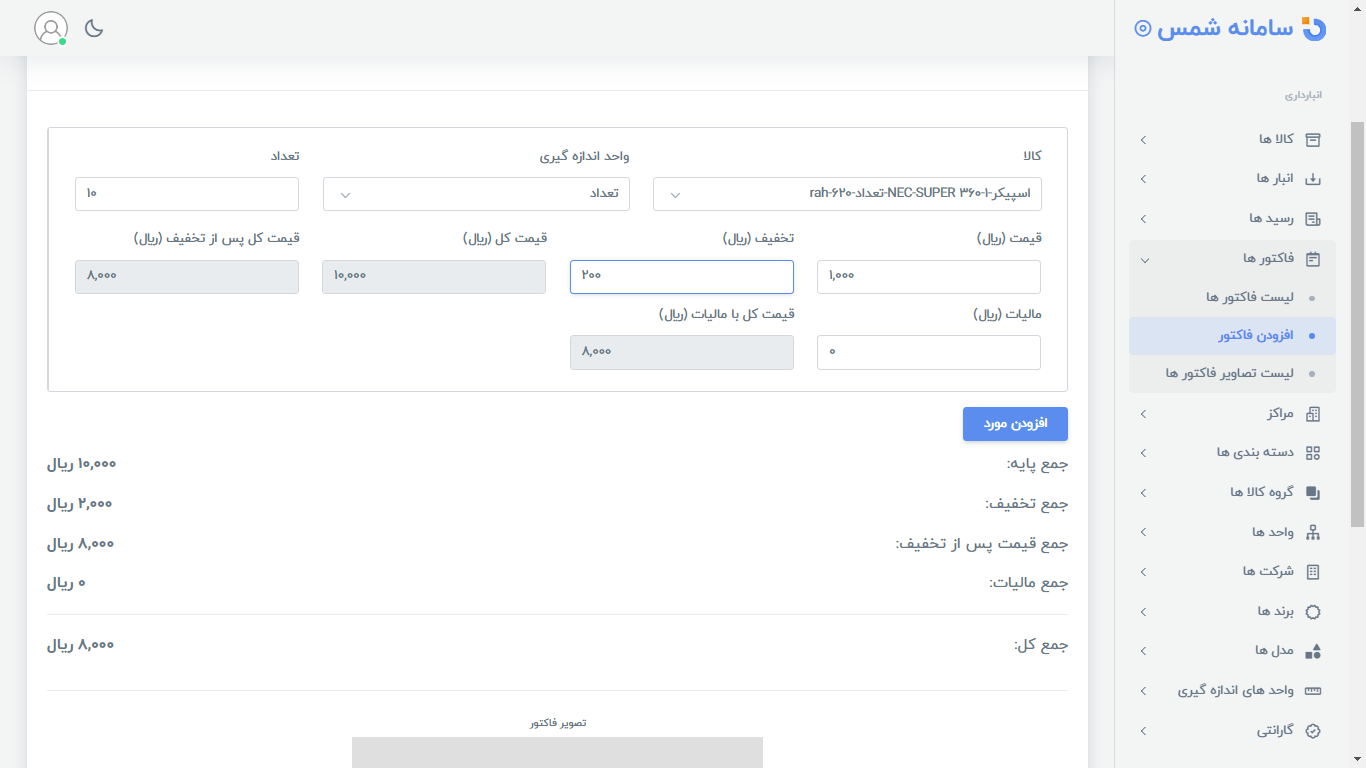 سامانه شمس
انبارداری
کالا ها
انبار ها
رسید ها
فاکتور ها
لیست فاکتور ها
افزودن فاکتور
لیست تصاویر فاکتور ها
مراکز
دسته بندی ها
گروه کالا ها
واحد ها
شرکت ها
برند ها
مدل ها
واحد های اندازه گیری
گارانتی
کالا
واحد اندازه گیری
تعداد
اسپیکر-۱-NEC-SUPER ۳۶۰-تعداد-rah-۶۲۰
تعداد
۱۰
قیمت (ریال)
تخفیف (ریال)
قیمت کل (ریال)
قیمت کل پس از تخفیف (ریال)
۱,۰۰۰
۲۰۰
۱۰,۰۰۰
۸,۰۰۰
مالیات (ریال)
قیمت کل با مالیات (ریال)
۰
۸,۰۰۰
افزودن مورد
جمع پایه: ۱۰,۰۰۰ ریال
جمع تخفیف: ۲,۰۰۰ ریال
جمع قیمت پس از تخفیف: ۸,۰۰۰ ریال
جمع مالیات: ۰ ریال
جمع کل: ۸,۰۰۰ ریال
تصویر فاکتور